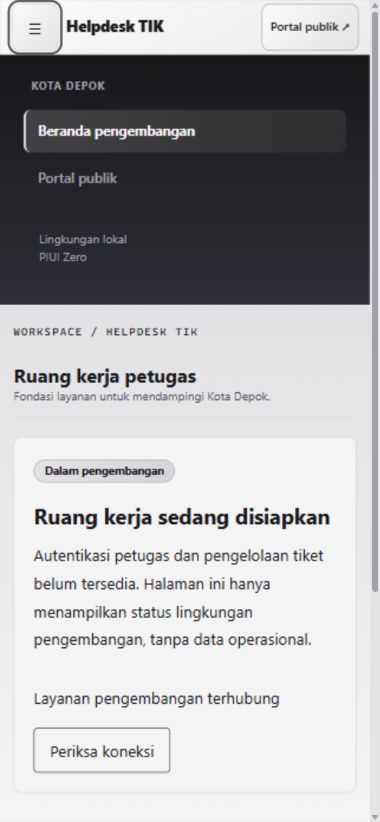 ☰ Helpdesk TIK Portal publik ↗
KOTA DEPOK
Beranda pengembangan
Portal publik
Lingkungan lokal
PIUI Zero
WORKSPACE / HELPDESK TIK
Ruang kerja petugas
Fondasi layanan untuk mendampingi Kota Depok.
Dalam pengembangan
Ruang kerja sedang disiapkan
Autentikasi petugas dan pengelolaan tiket
belum tersedia. Halaman ini hanya
menampilkan status lingkungan
pengembangan, tanpa data operasional.
Layanan pengembangan terhubung
Periksa koneksi